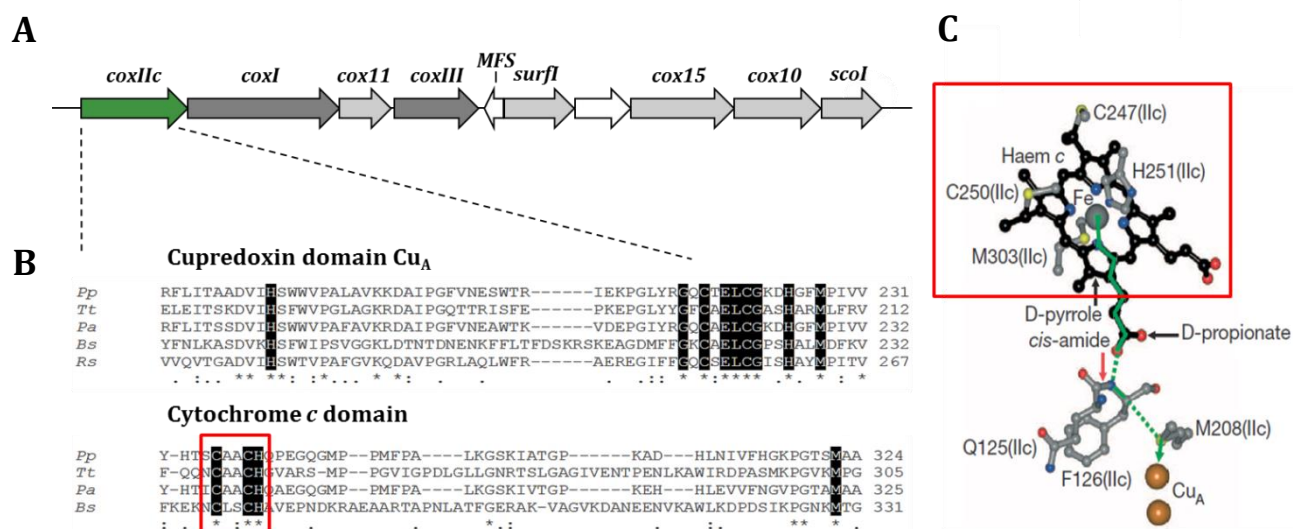 A
coxIIc coxI cox11 coxIII MFS surfI cox15 cox10 scoI
B
Cupredoxin domain CuA
Pp RFLITAADVIHSWWVPALAVKKDAIPGFVNESWTR------IEKPGLYRGQCTELCGKDHGFMPIVV 231
Tt ELEITSKDVIHSFWVPGLAGKRDAIPGQTTRISFE-------PKEPGLYYGFCAELCGASHARMLFRV 212
Pa RFLITSSDVIHSWWVPAFAVKRDAIPGFVNEAWTK------VDEPGIYRGQCAELCGKDHGFMPIVV 232
Bs YFNLKASDVKHSFWIPSVGGKLDTNTDNENKFFLTFDSKRSKEAGDMFFGKCAELCGPSHALMDFKV 232
Rs VVQVTGADVIHSWTVPAFGVKQDAVPGRLAQLWFR------AEREGIFFGQCSELCGISHAYMPITV 267
Cytochrome c domain
Pp Y-HTSCAACHQPEGQGMP--PMFPA----LKGSKIATGP-----KAD--HLNIVFHGKPGTSMAA 324
Tt F-QQNCAACHGVARS-MP--PVIGPDLGLLGNRTSLGAGIVENTPENLKAWIRDPASMKPGVKMPG 305
Pa Y-HTICAACHQAEGQGMP--PMFPA----LKGSKIVTGP-----KEH--HLEVVFNGVPGTAMAA 325
Bs FKEKNCLSCHAVEPNDKRAEAARTAPNLATFGERAK-VAGVKDANEENVKAWLKDPDSIKPGNKMTG 331
C
C247(IIc)
Haem c
H251(IIc)
C250(IIc)
Fe
M303(IIc)
D-pyrrole
cis-amide
D-propionate
M208(IIc)
Q125(IIc)
F126(IIc)
CuA